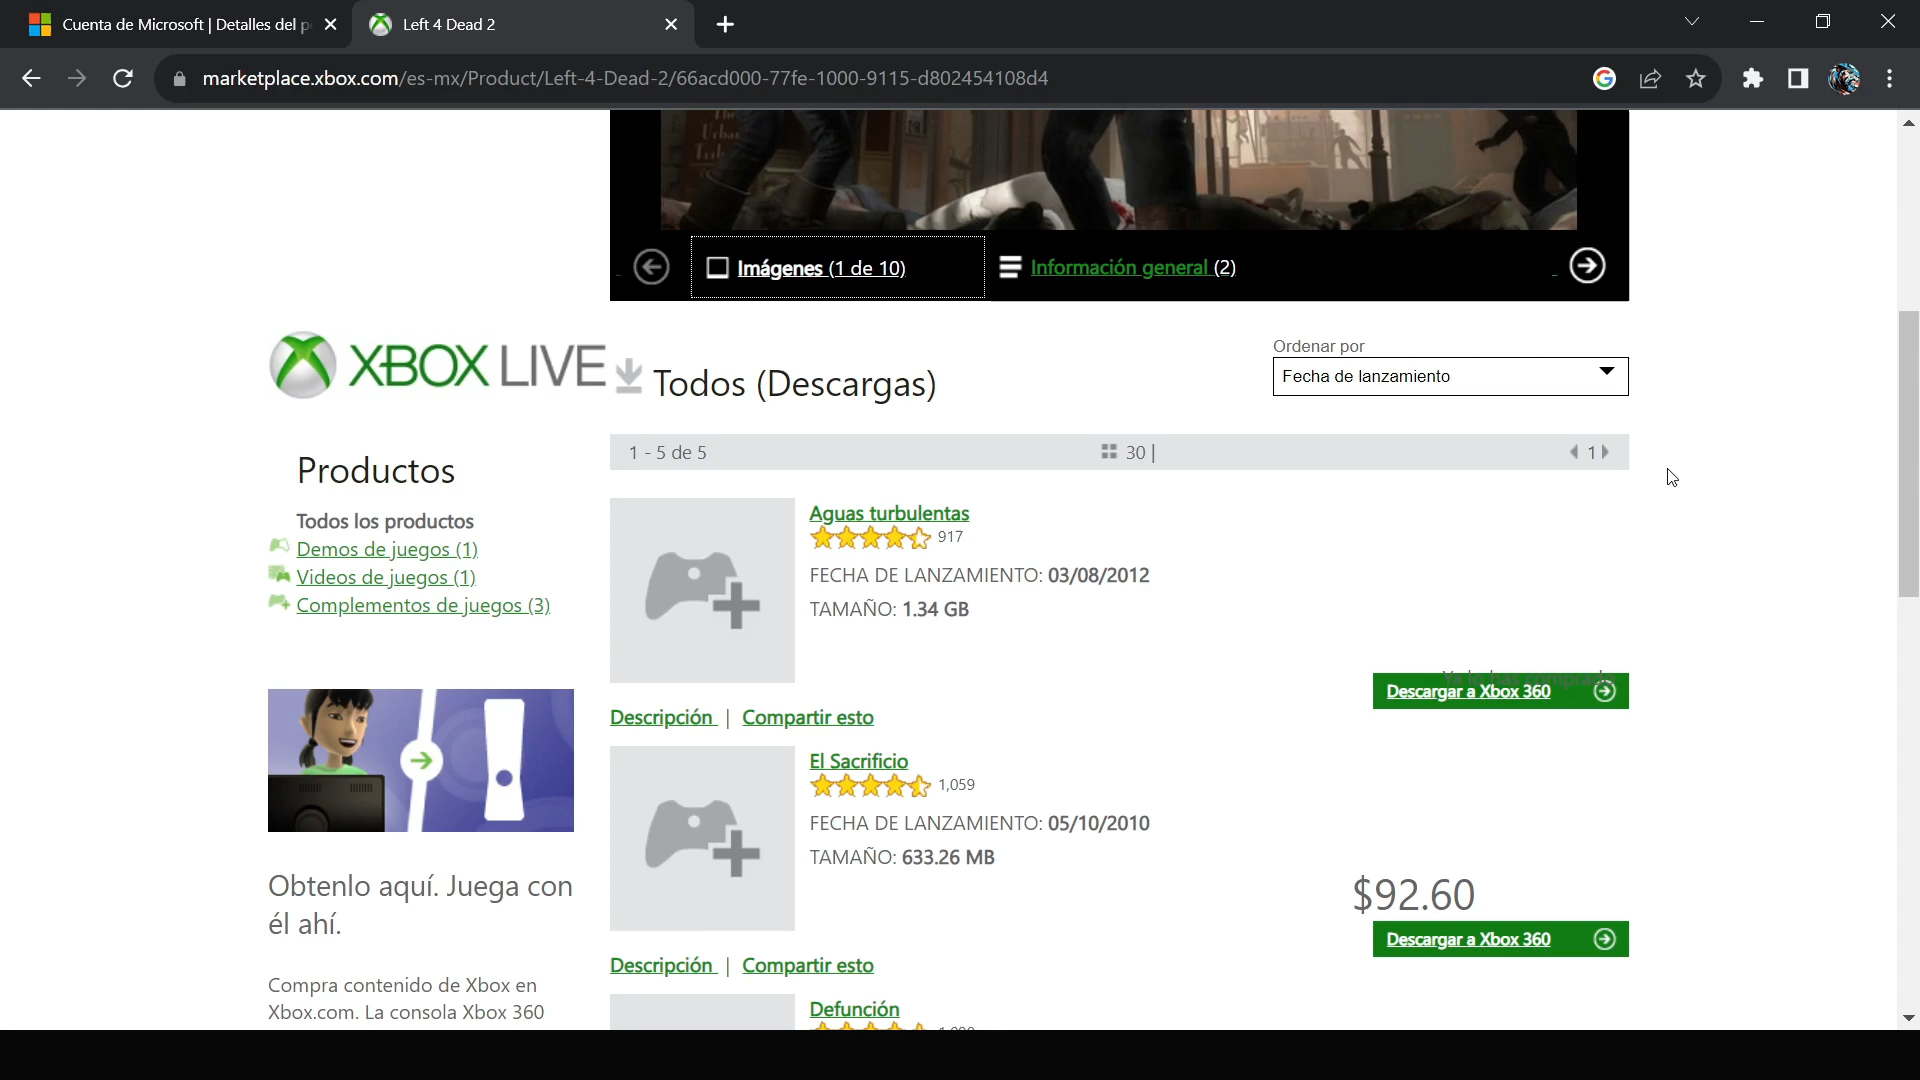 Cuenta de Microsoft | Detalles del p
Left 4 Dead 2
marketplace.xbox.com/es-mx/Product/Left-4-Dead-2/66acd000-77fe-1000-9115-d802454108d4
Imágenes (1 de 10)
Información general (2)
XBOX LIVE
Todos (Descargas)
Ordenar por
Fecha de lanzamiento
1 - 5 de 5
30 |
1
Productos
Todos los productos
Demos de juegos (1)
Videos de juegos (1)
Complementos de juegos (3)
Aguas turbulentas
917
FECHA DE LANZAMIENTO: 03/08/2012
TAMAÑO: 1.34 GB
Ya lo has comprado
Descargar a Xbox 360
Descripción | Compartir esto
El Sacrificio
1,059
FECHA DE LANZAMIENTO: 05/10/2010
TAMAÑO: 633.26 MB
$92.60
Descargar a Xbox 360
Descripción | Compartir esto
Defunción
Obtenlo aquí. Juega con
él ahí.
Compra contenido de Xbox en
Xbox.com. La consola Xbox 360